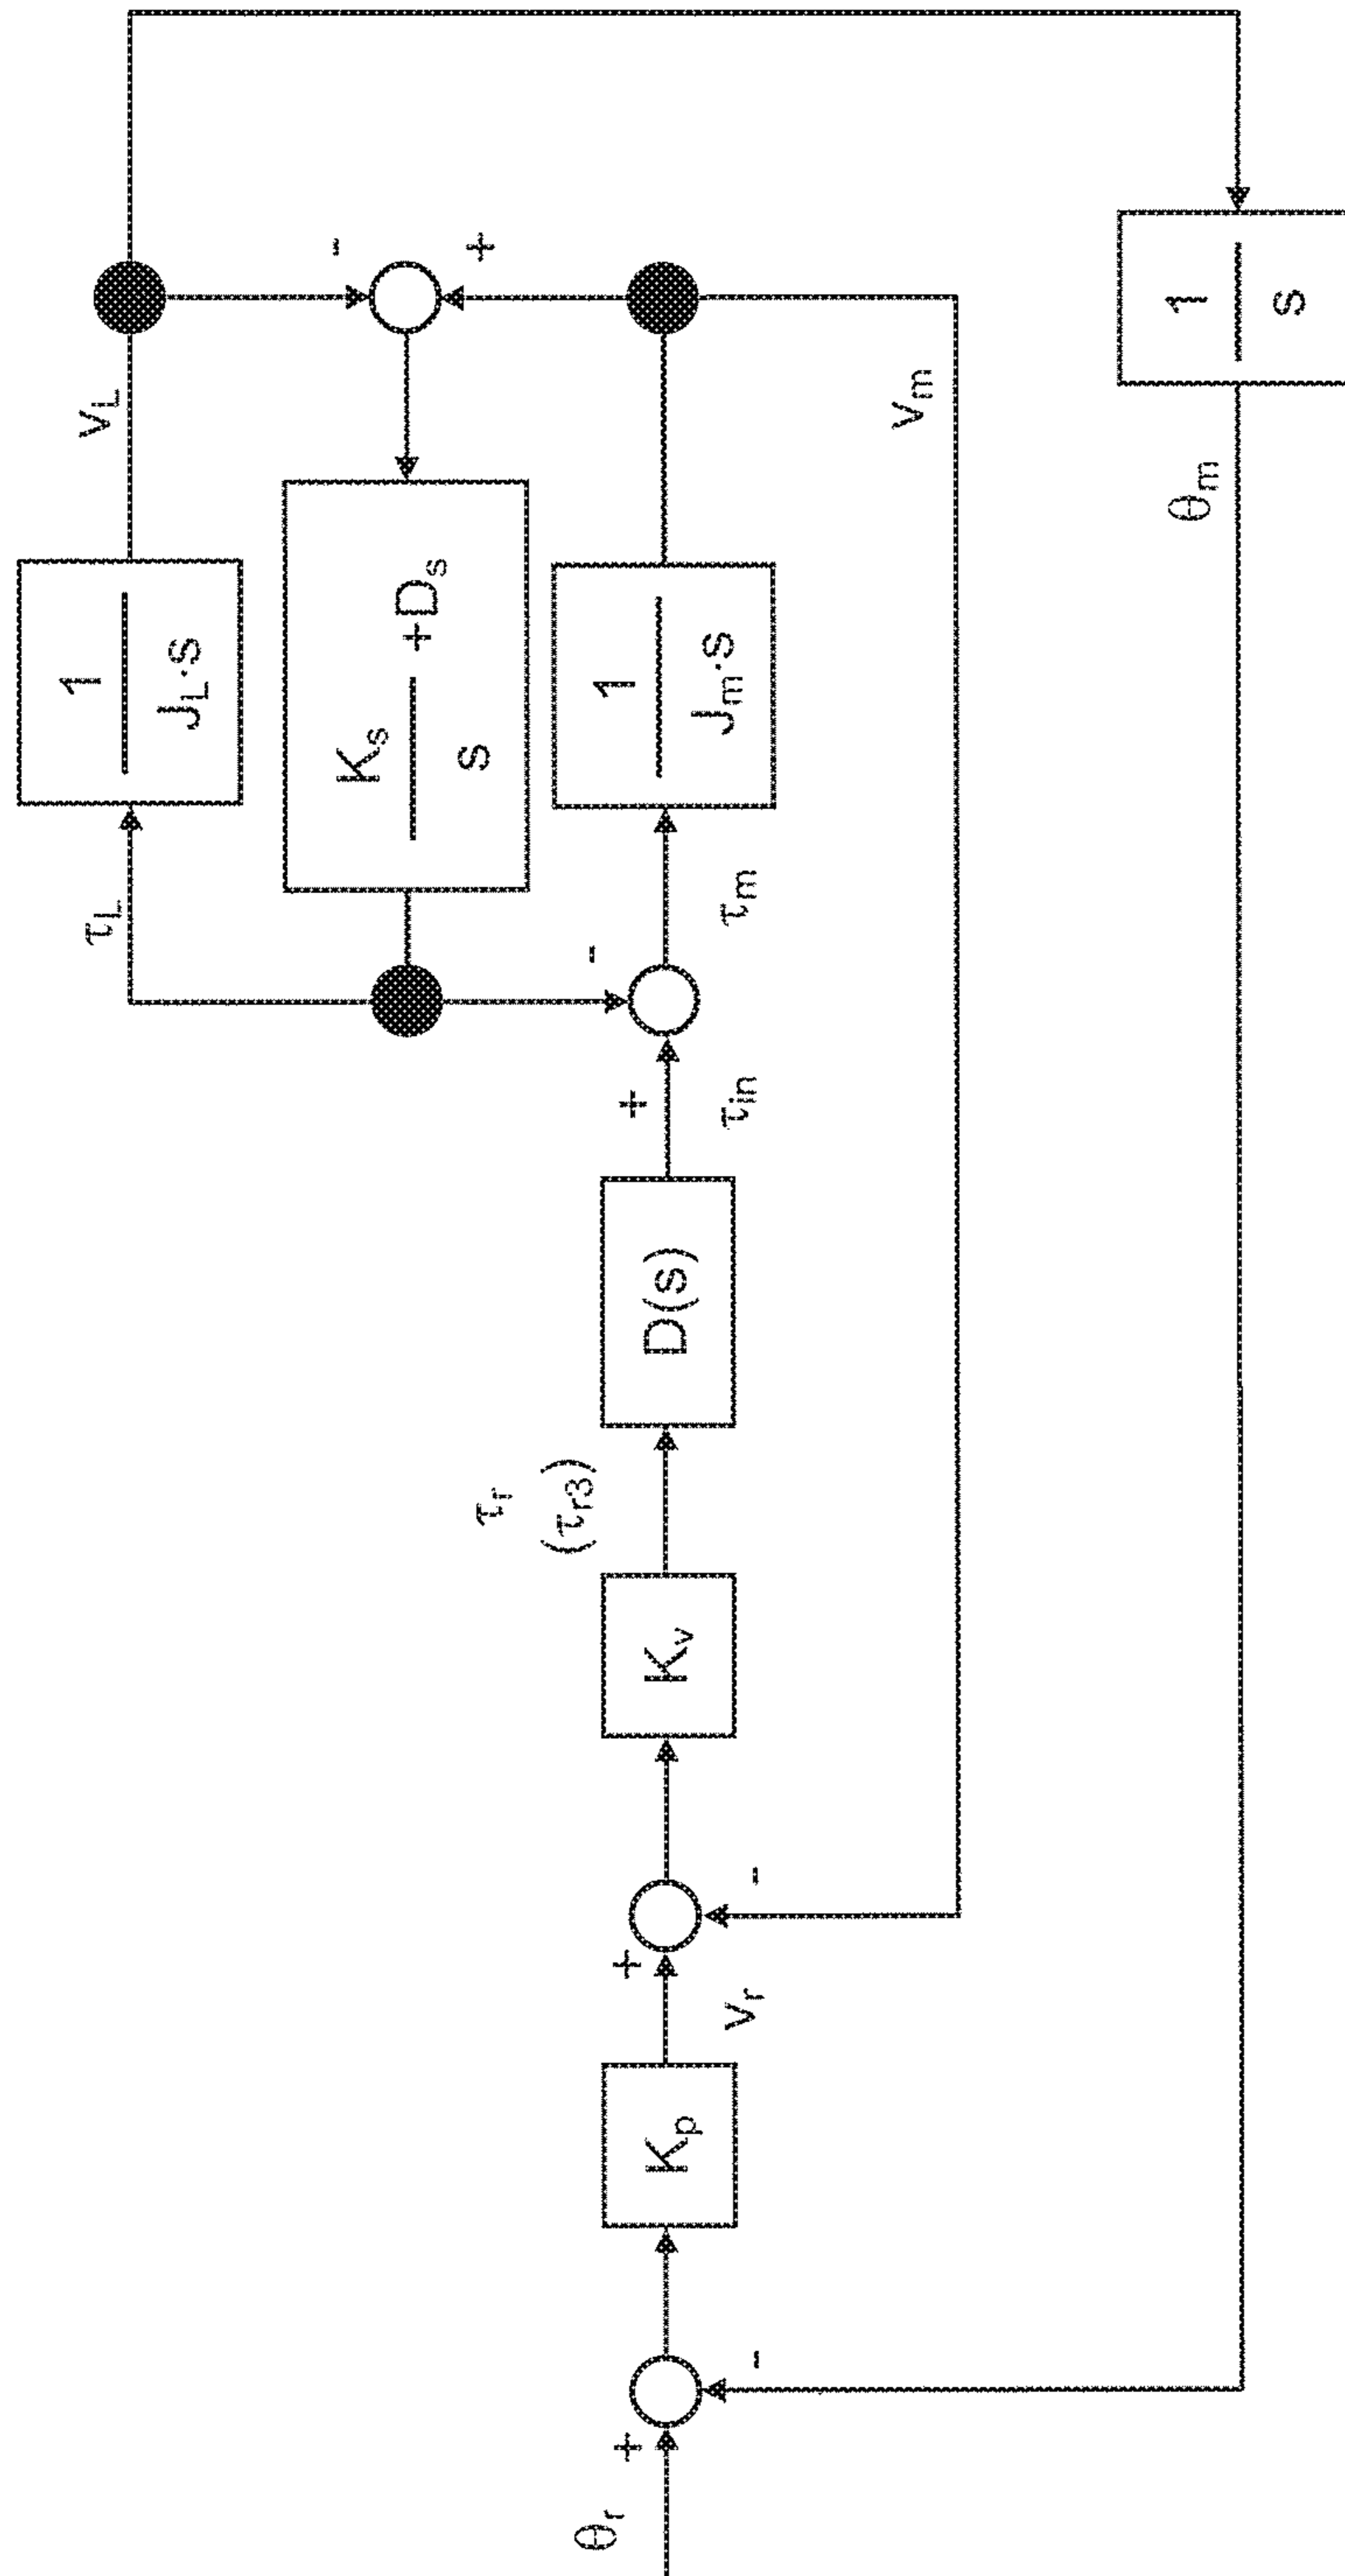 θr
+
-
Kp
vr
+
-
Kv
τr
(τr3)
D(s)
+
τin
-
τm
1
Jm·s
Ks
s
+Ds
τL
1
JL·s
vL
-
+
vm
1
s
θm